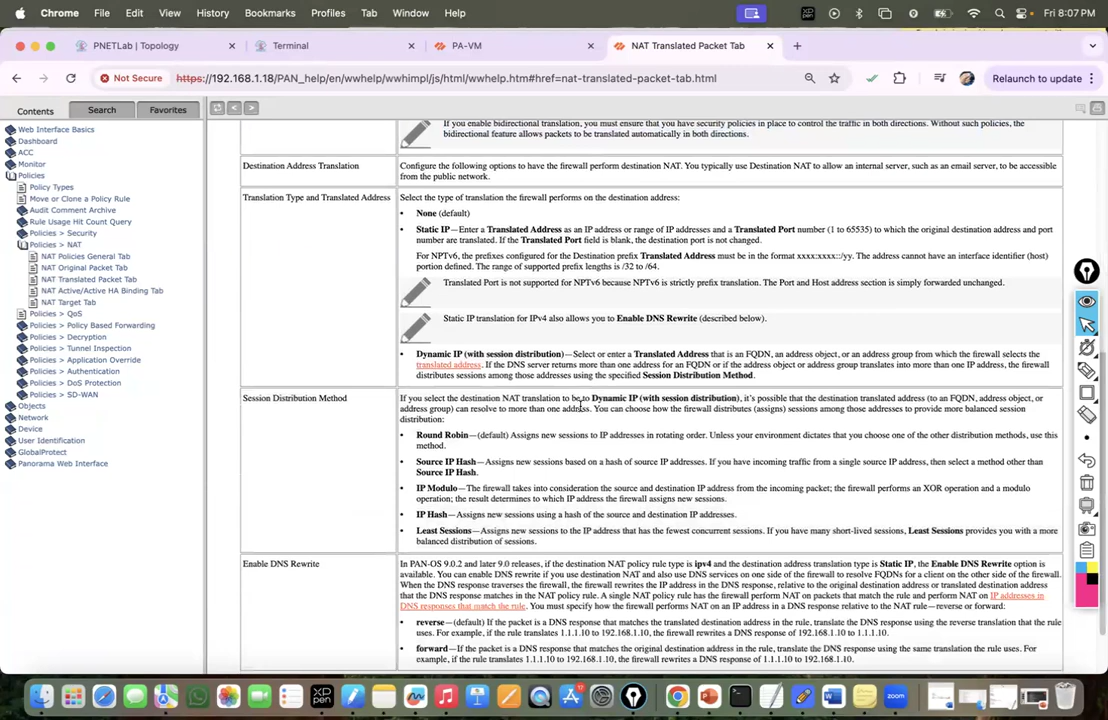 Chrome File Edit View History Bookmarks Profiles Tab Window Help Fri 8:07 PM
PNETLab | Topology Terminal PA-VM NAT Translated Packet Tab
Not Secure https://192.168.1.18/PAN_help/en/wwhelp/wwhimpl/js/html/wwhelp.htm#href=nat-translated-packet-tab.html Relaunch to update
Contents Search Favorites
Web Interface Basics
Dashboard
ACC
Monitor
Policies
Policy Types
Move or Clone a Policy Rule
Audit Comment Archive
Rule Usage Hit Count Query
Policies > Security
Policies > NAT
NAT Policies General Tab
NAT Original Packet Tab
NAT Translated Packet Tab
NAT Active/Active HA Binding Tab
NAT Target Tab
Policies > QoS
Policies > Policy Based Forwarding
Policies > Decryption
Policies > Tunnel Inspection
Policies > Application Override
Policies > Authentication
Policies > DoS Protection
Policies > SD-WAN
Objects
Network
Device
User Identification
GlobalProtect
Panorama Web Interface
If you enable bidirectional translation, you must ensure that you have security policies in place to control the traffic in both directions. Without such policies, the
bidirectional feature allows packets to be translated automatically in both directions.
Destination Address Translation
Configure the following options to have the firewall perform destination NAT. You typically use Destination NAT to allow an internal server, such as an email server, to be accessible
from the public network.
Translation Type and Translated Address
Select the type of translation the firewall performs on the destination address:
• None (default)
• Static IP—Enter a Translated Address as an IP address or range of IP addresses and a Translated Port number (1 to 65535) to which the original destination address and port
number are translated. If the Translated Port field is blank, the destination port is not changed.
For NPTv6, the prefixes configured for the Destination prefix Translated Address must be in the format xxxx:xxxx::/yy. The address cannot have an interface identifier (host)
portion defined. The range of supported prefix lengths is /32 to /64.
Translated Port is not supported for NPTv6 because NPTv6 is strictly prefix translation. The Port and Host address section is simply forwarded unchanged.
Static IP translation for IPv4 also allows you to Enable DNS Rewrite (described below).
• Dynamic IP (with session distribution)—Select or enter a Translated Address that is an FQDN, an address object, or an address group from which the firewall selects the
translated address. If the DNS server returns more than one address for an FQDN or if the address object or address group translates into more than one IP address, the firewall
distributes sessions among those addresses using the specified Session Distribution Method.
Session Distribution Method
If you select the destination NAT translation to be to Dynamic IP (with session distribution), it's possible that the destination translated address (to an FQDN, address object, or
address group) can resolve to more than one address. You can choose how the firewall distributes (assigns) sessions among those addresses to provide more balanced session
distribution:
• Round Robin—(default) Assigns new sessions to IP addresses in rotating order. Unless your environment dictates that you choose one of the other distribution methods, use this
method.
• Source IP Hash—Assigns new sessions based on a hash of source IP addresses. If you have incoming traffic from a single source IP address, then select a method other than
Source IP Hash.
• IP Modulo—The firewall takes into consideration the source and destination IP address from the incoming packet; the firewall performs an XOR operation and a modulo
operation; the result determines to which IP address the firewall assigns new sessions.
• IP Hash—Assigns new sessions using a hash of the source and destination IP addresses.
• Least Sessions—Assigns new sessions to the IP address that has the fewest concurrent sessions. If you have many short-lived sessions, Least Sessions provides you with a more
balanced distribution of sessions.
Enable DNS Rewrite
In PAN-OS 9.0.2 and later 9.0 releases, if the destination NAT policy rule type is ipv4 and the destination address translation type is Static IP, the Enable DNS Rewrite option is
available. You can enable DNS rewrite if you use destination NAT and also use DNS services on one side of the firewall to resolve FQDNs for a client on the other side of the firewall.
When the DNS response traverses the firewall, the firewall rewrites the IP address in the DNS response, relative to the original destination address or translated destination address
that the DNS response matches in the NAT policy rule. A single NAT policy rule has the firewall perform NAT on packets that match the rule and perform NAT on IP addresses in
DNS responses that match the rule. You must specify how the firewall performs NAT on an IP address in a DNS response relative to the NAT rule—reverse or forward:
• reverse—(default) If the packet is a DNS response that matches the translated destination address in the rule, translate the DNS response using the reverse translation that the rule
uses. For example, if the rule translates 1.1.1.10 to 192.168.1.10, the firewall rewrites a DNS response of 192.168.1.10 to 1.1.1.10.
• forward—If the packet is a DNS response that matches the original destination address in the rule, translate the DNS response using the same translation the rule uses. For
example, if the rule translates 1.1.1.10 to 192.168.1.10, the firewall rewrites a DNS response of 1.1.1.10 to 192.168.1.10.